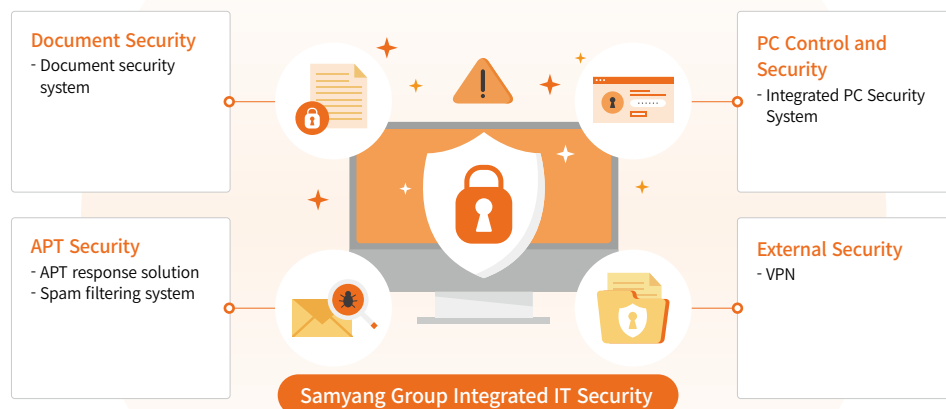 Document Security
- Document security
system
PC Control and
Security
- Integrated PC Security
System
APT Security
- APT response solution
- Spam filtering system
External Security
- VPN
Samyang Group Integrated IT Security